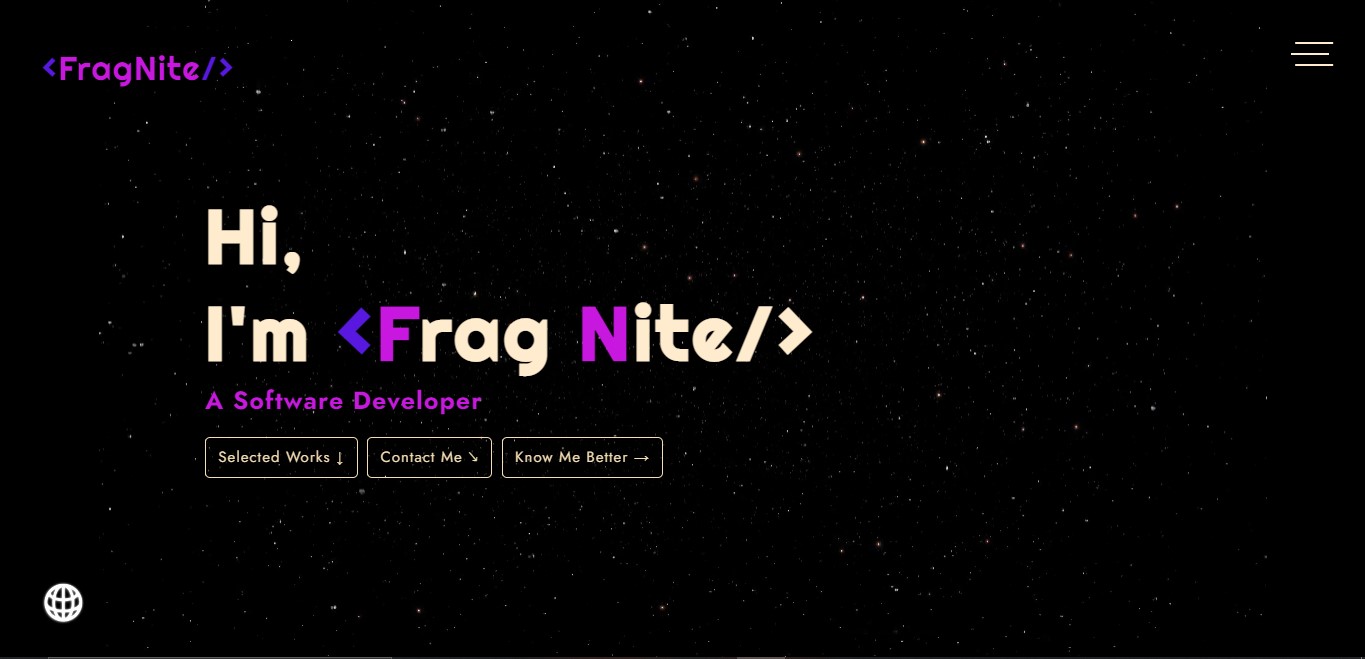 <FragNite/>
Hi,
I'm <Frag Nite/>
A Software Developer
Selected Works ↓
Contact Me ↘
Know Me Better →